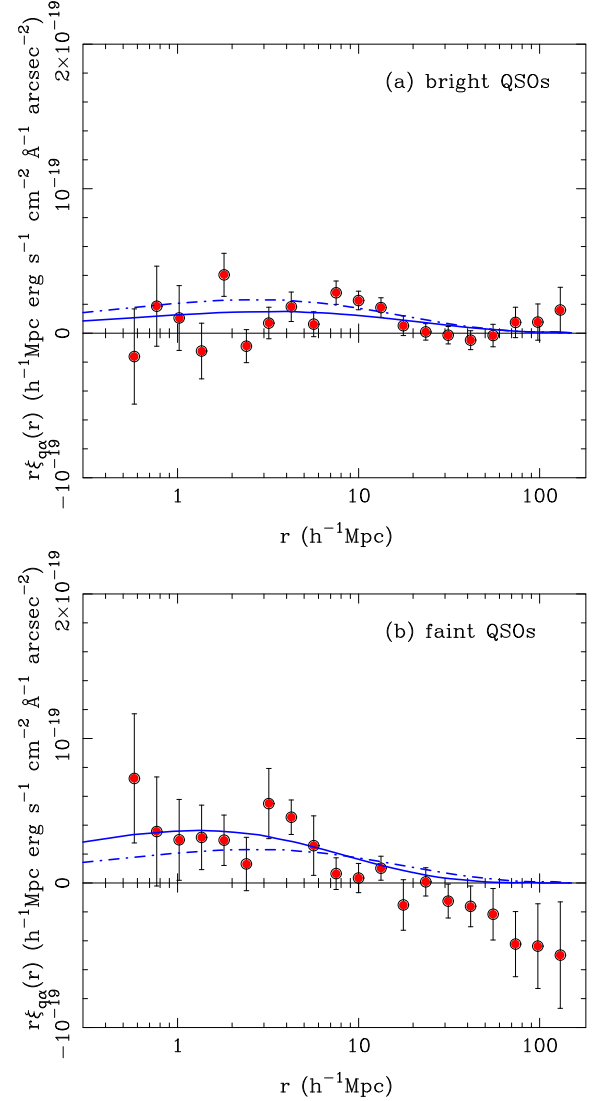 (a) bright QSOs
rξqα(r) (h⁻¹Mpc erg s⁻¹ cm⁻² Å⁻¹ arcsec⁻²)
2×10⁻¹⁹
10⁻¹⁹
0
−10⁻¹⁹
1 10 100
r (h⁻¹Mpc)
(b) faint QSOs
rξqα(r) (h⁻¹Mpc erg s⁻¹ cm⁻² Å⁻¹ arcsec⁻²)
2×10⁻¹⁹
10⁻¹⁹
0
−10⁻¹⁹
1 10 100
r (h⁻¹Mpc)